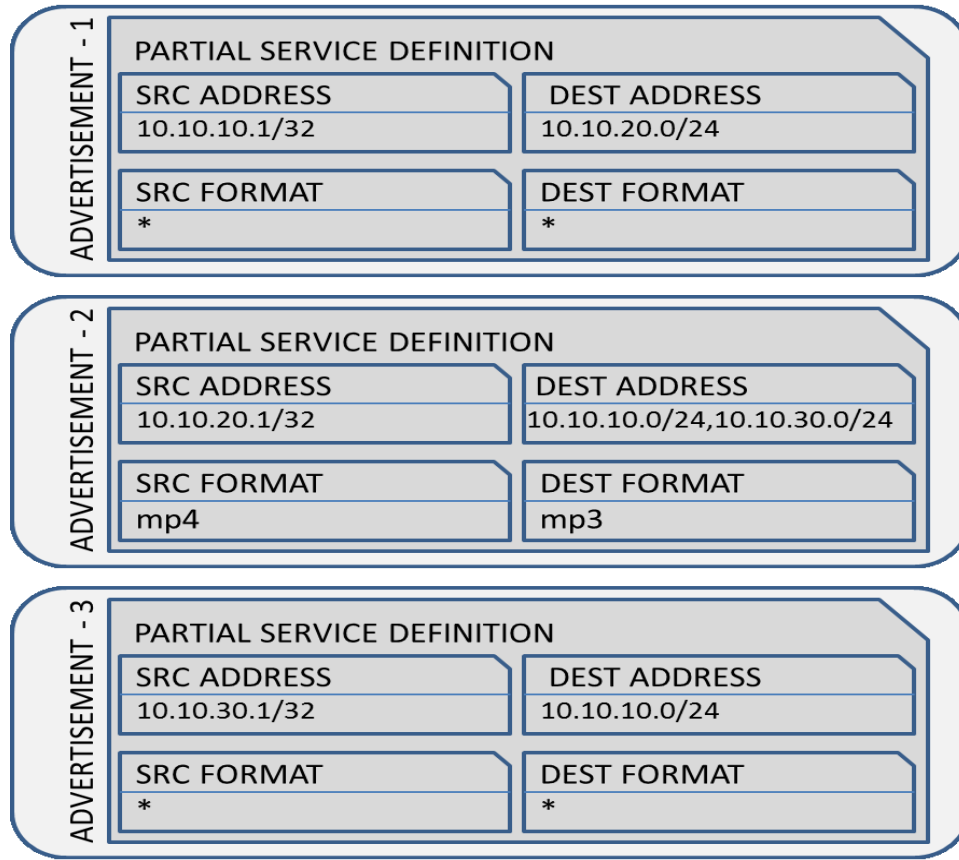 ADVERTISEMENT - 1
PARTIAL SERVICE DEFINITION
SRC ADDRESS
10.10.10.1/32
DEST ADDRESS
10.10.20.0/24
SRC FORMAT
*
DEST FORMAT
*
ADVERTISEMENT - 2
PARTIAL SERVICE DEFINITION
SRC ADDRESS
10.10.20.1/32
DEST ADDRESS
10.10.10.0/24,10.10.30.0/24
SRC FORMAT
mp4
DEST FORMAT
mp3
ADVERTISEMENT - 3
PARTIAL SERVICE DEFINITION
SRC ADDRESS
10.10.30.1/32
DEST ADDRESS
10.10.10.0/24
SRC FORMAT
*
DEST FORMAT
*